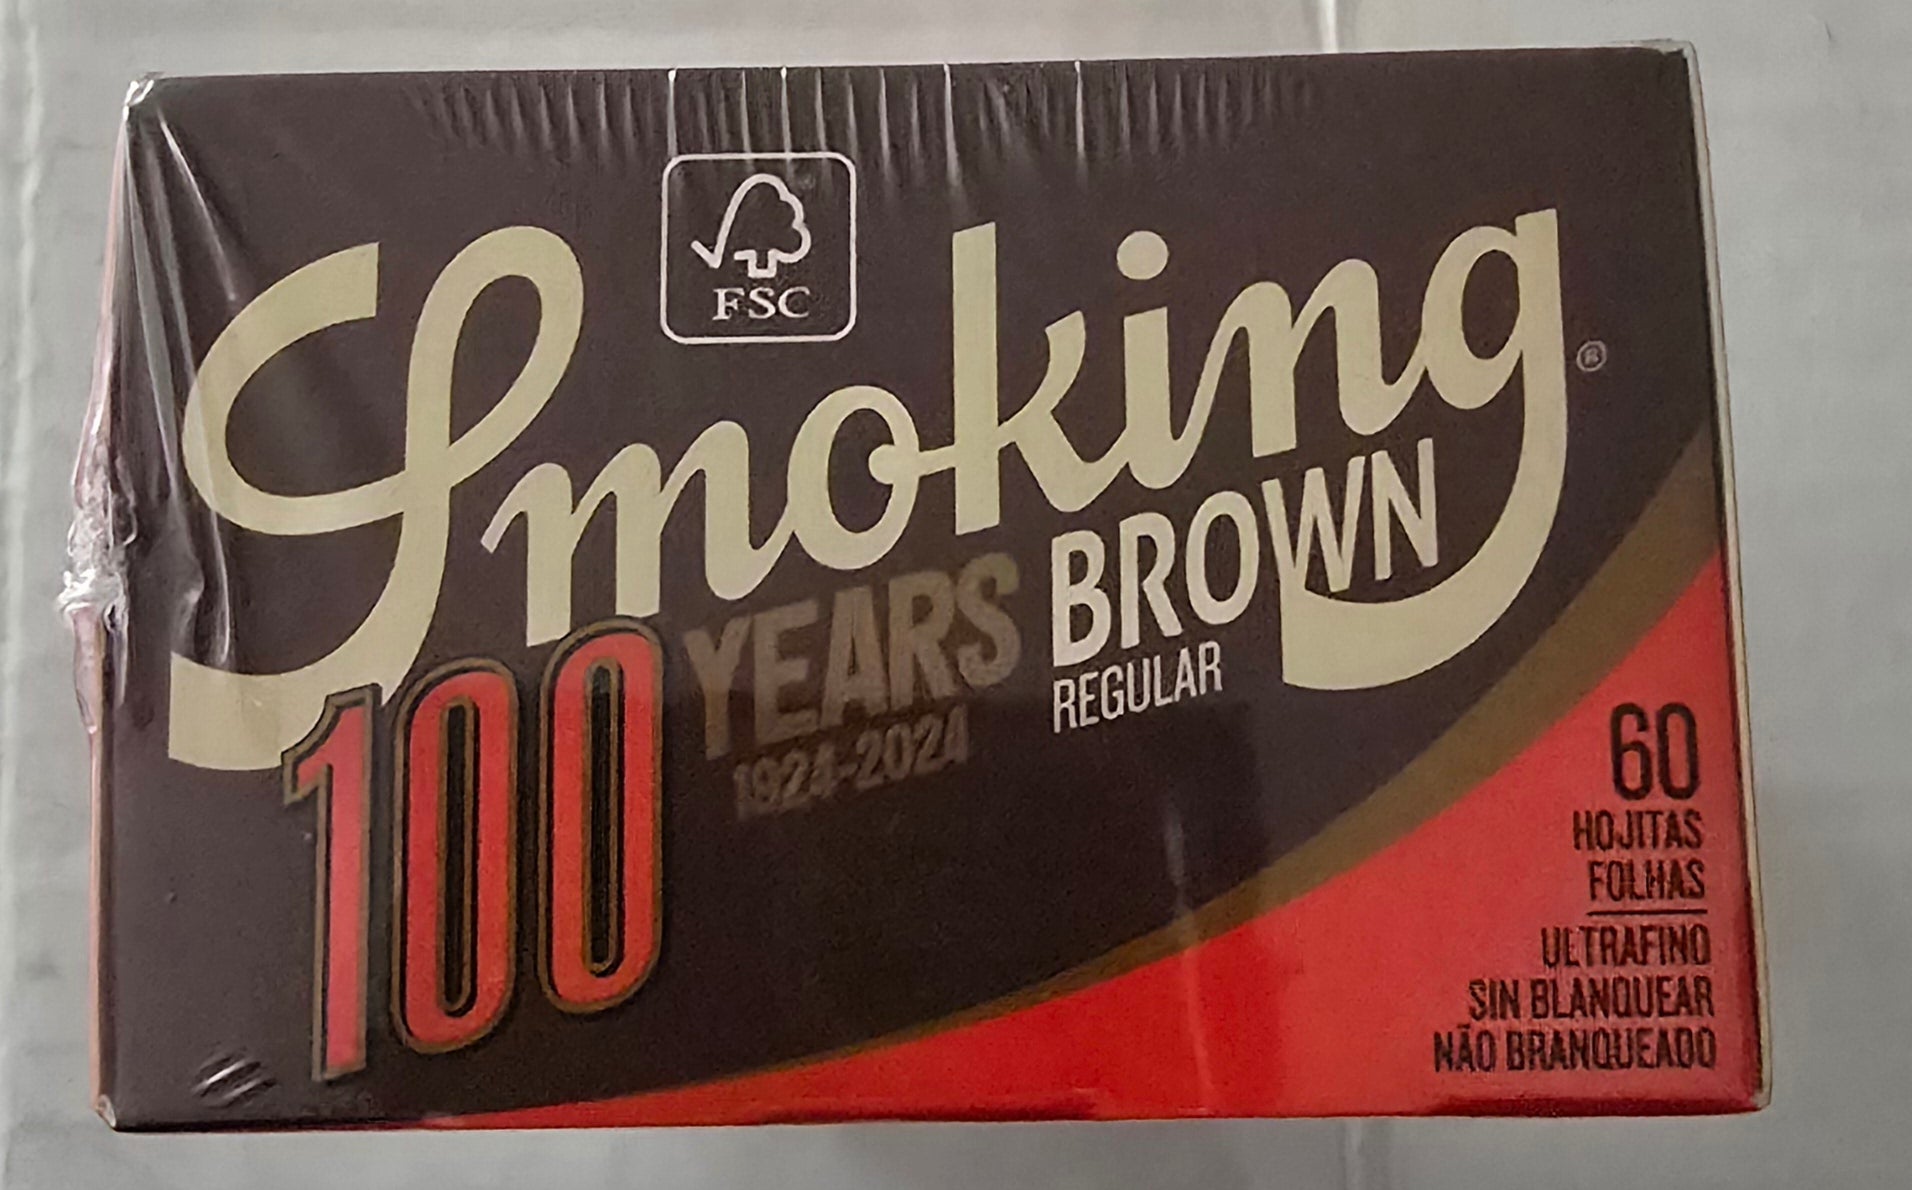 FSC
Smoking®
BROWN
REGULAR
100 YEARS
1924-2024
60
HOJITAS
FOLHAS
ULTRAFINO
SIN BLANQUEAR
NÃO BRANQUEADO